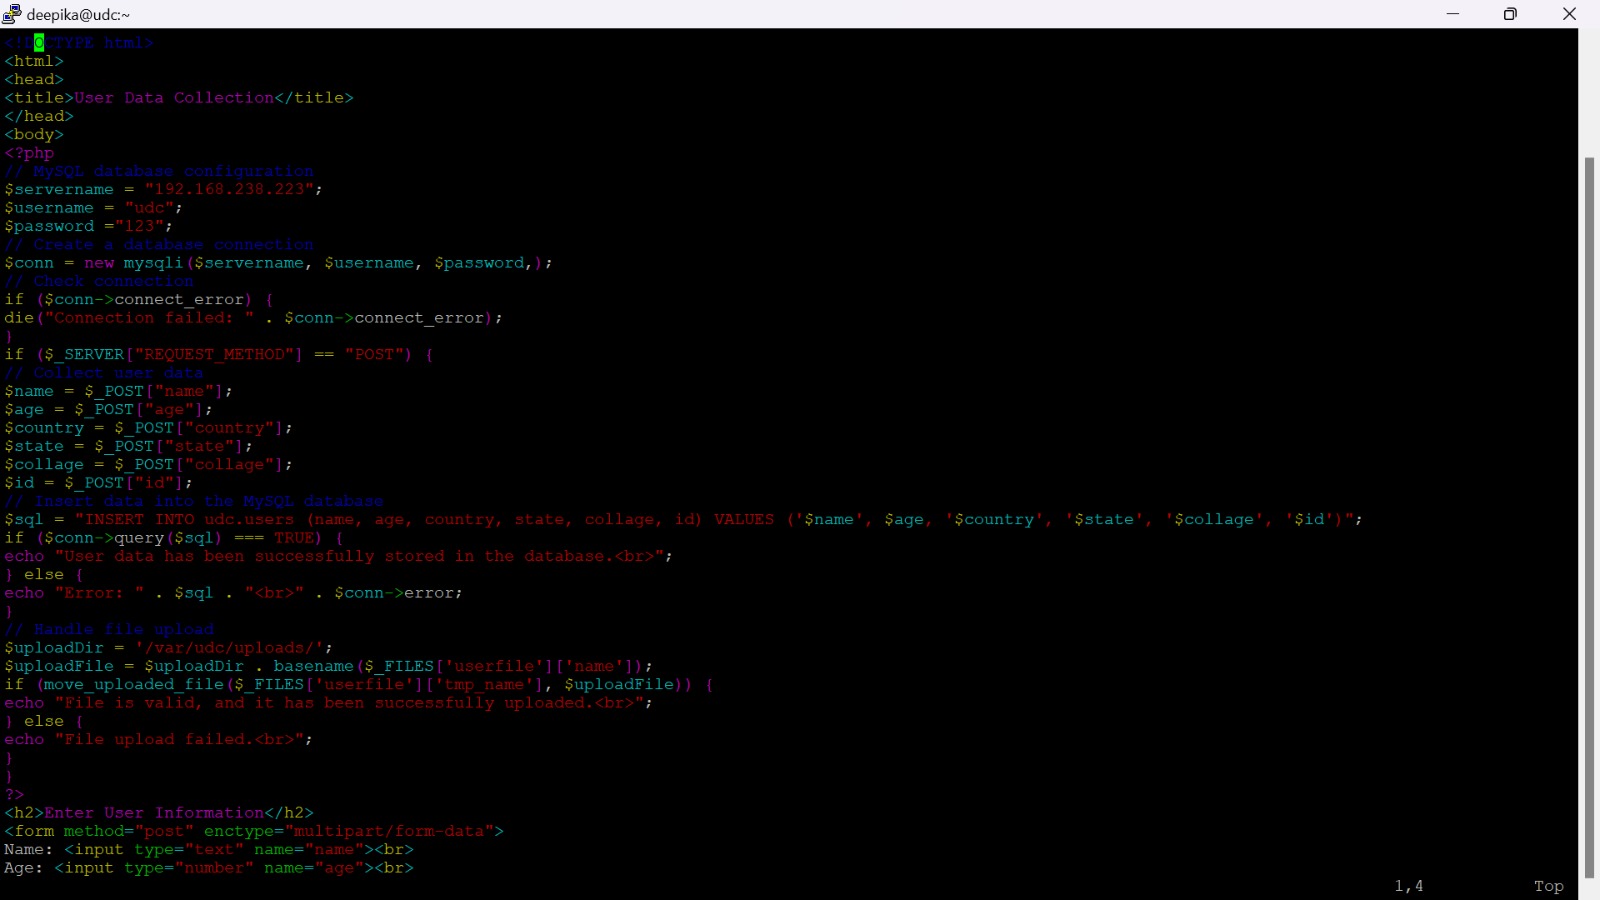 deepika@udc:~
<!DOCTYPE html>
<html>
<head>
<title>User Data Collection</title>
</head>
<body>
<?php
// MySQL database configuration
$servername = "192.168.238.223";
$username = "udc";
$password ="123";
// Create a database connection
$conn = new mysqli($servername, $username, $password,);
// Check connection
if ($conn->connect_error) {
die("Connection failed: " . $conn->connect_error);
}
if ($_SERVER["REQUEST_METHOD"] == "POST") {
// Collect user data
$name = $_POST["name"];
$age = $_POST["age"];
$country = $_POST["country"];
$state = $_POST["state"];
$collage = $_POST["collage"];
$id = $_POST["id"];
// Insert data into the MySQL database
$sql = "INSERT INTO udc.users (name, age, country, state, collage, id) VALUES ('$name', $age, '$country', '$state', '$collage', '$id')";
if ($conn->query($sql) === TRUE) {
echo "User data has been successfully stored in the database.<br>";
} else {
echo "Error: " . $sql . "<br>" . $conn->error;
}
// Handle file upload
$uploadDir = '/var/udc/uploads/';
$uploadFile = $uploadDir . basename($_FILES['userfile']['name']);
if (move_uploaded_file($_FILES['userfile']['tmp_name'], $uploadFile)) {
echo "File is valid, and it has been successfully uploaded.<br>";
} else {
echo "File upload failed.<br>";
}
}
?>
<h2>Enter User Information</h2>
<form method="post" enctype="multipart/form-data">
Name: <input type="text" name="name"><br>
Age: <input type="number" name="age"><br>
1,4 Top